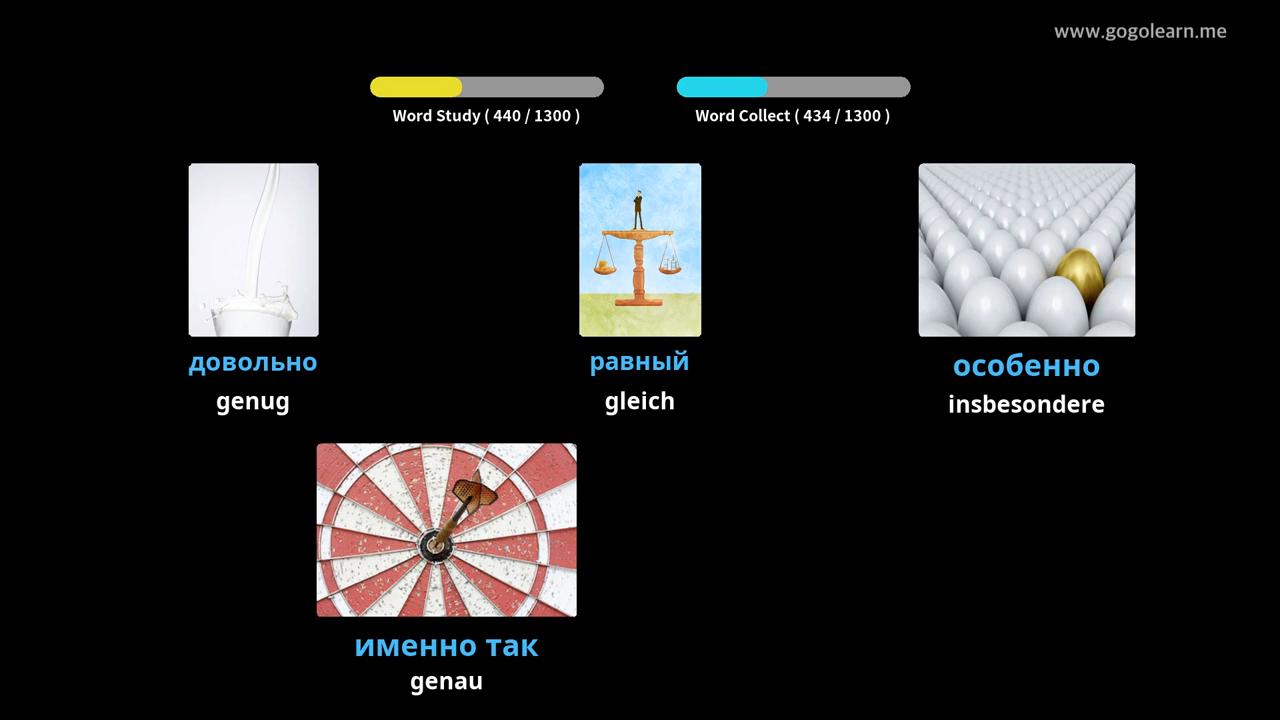 www.gogolearn.me
Word Study ( 440 / 1300 )
Word Collect ( 434 / 1300 )
довольно
genug
равный
gleich
особенно
insbesondere
именно так
genau